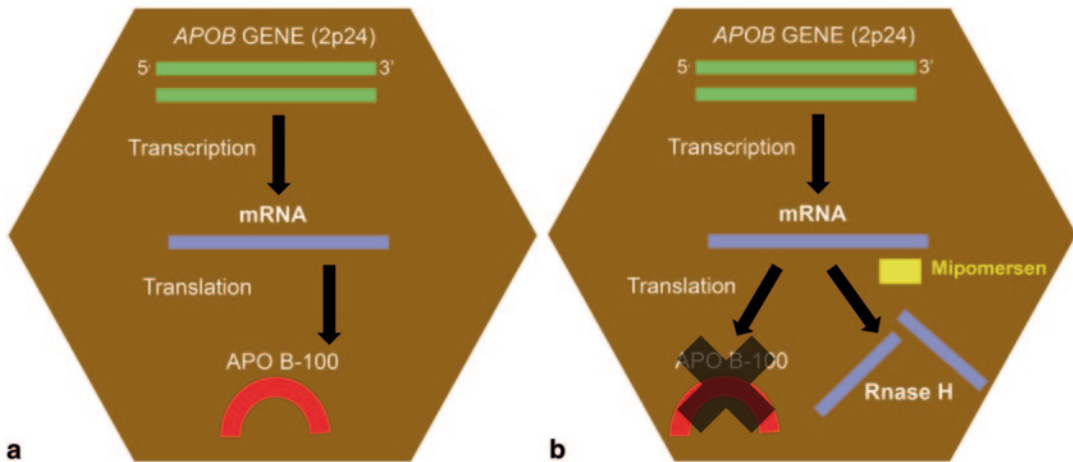 APOB GENE (2p24)
5' 3'
Transcription
mRNA
Translation
APO B-100
a
APOB GENE (2p24)
5' 3'
Transcription
mRNA
Mipomersen
Translation
APO B-100
Rnase H
b